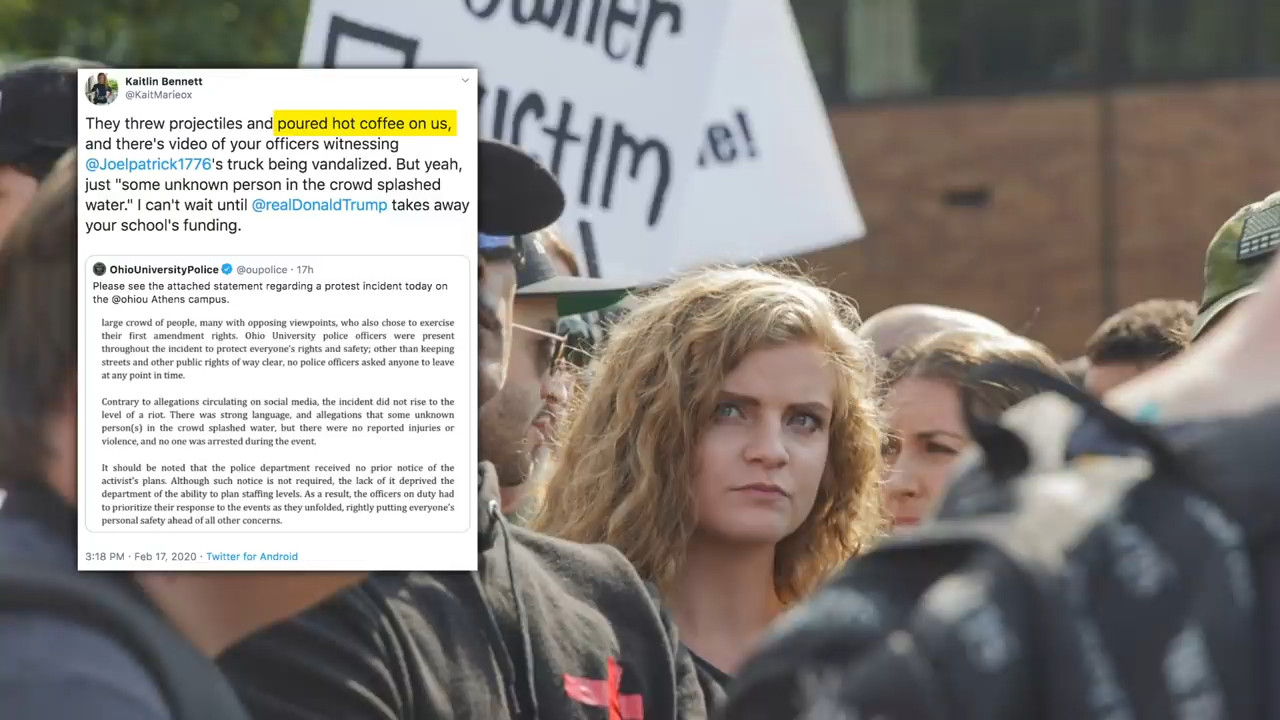 owner
Kaitlin Bennett
@KaitMarieox
They threw projectiles and poured hot coffee on us,
and there's video of your officers witnessing
@Joelpatrick1776's truck being vandalized. But yeah,
just "some unknown person in the crowd splashed
water." I can't wait until @realDonaldTrump takes away
your school's funding.
OhioUniversityPolice @oupolice · 17h
Please see the attached statement regarding a protest incident today on
the @ohiou Athens campus.
large crowd of people, many with opposing viewpoints, who also chose to exercise
their first amendment rights. Ohio University police officers were present
throughout the incident to protect everyone's rights and safety; other than keeping
streets and other public rights of way clear, no police officers asked anyone to leave
at any point in time.
Contrary to allegations circulating on social media, the incident did not rise to the
level of a riot. There was strong language, and allegations that some unknown
person(s) in the crowd splashed water, but there were no reported injuries or
violence, and no one was arrested during the event.
It should be noted that the police department received no prior notice of the
activist's plans. Although such notice is not required, the lack of it deprived the
department of the ability to plan staffing levels. As a result, the officers on duty had
to prioritize their response to the events as they unfolded, rightly putting everyone's
personal safety ahead of all other concerns.
3:18 PM · Feb 17, 2020 · Twitter for Android
ictim